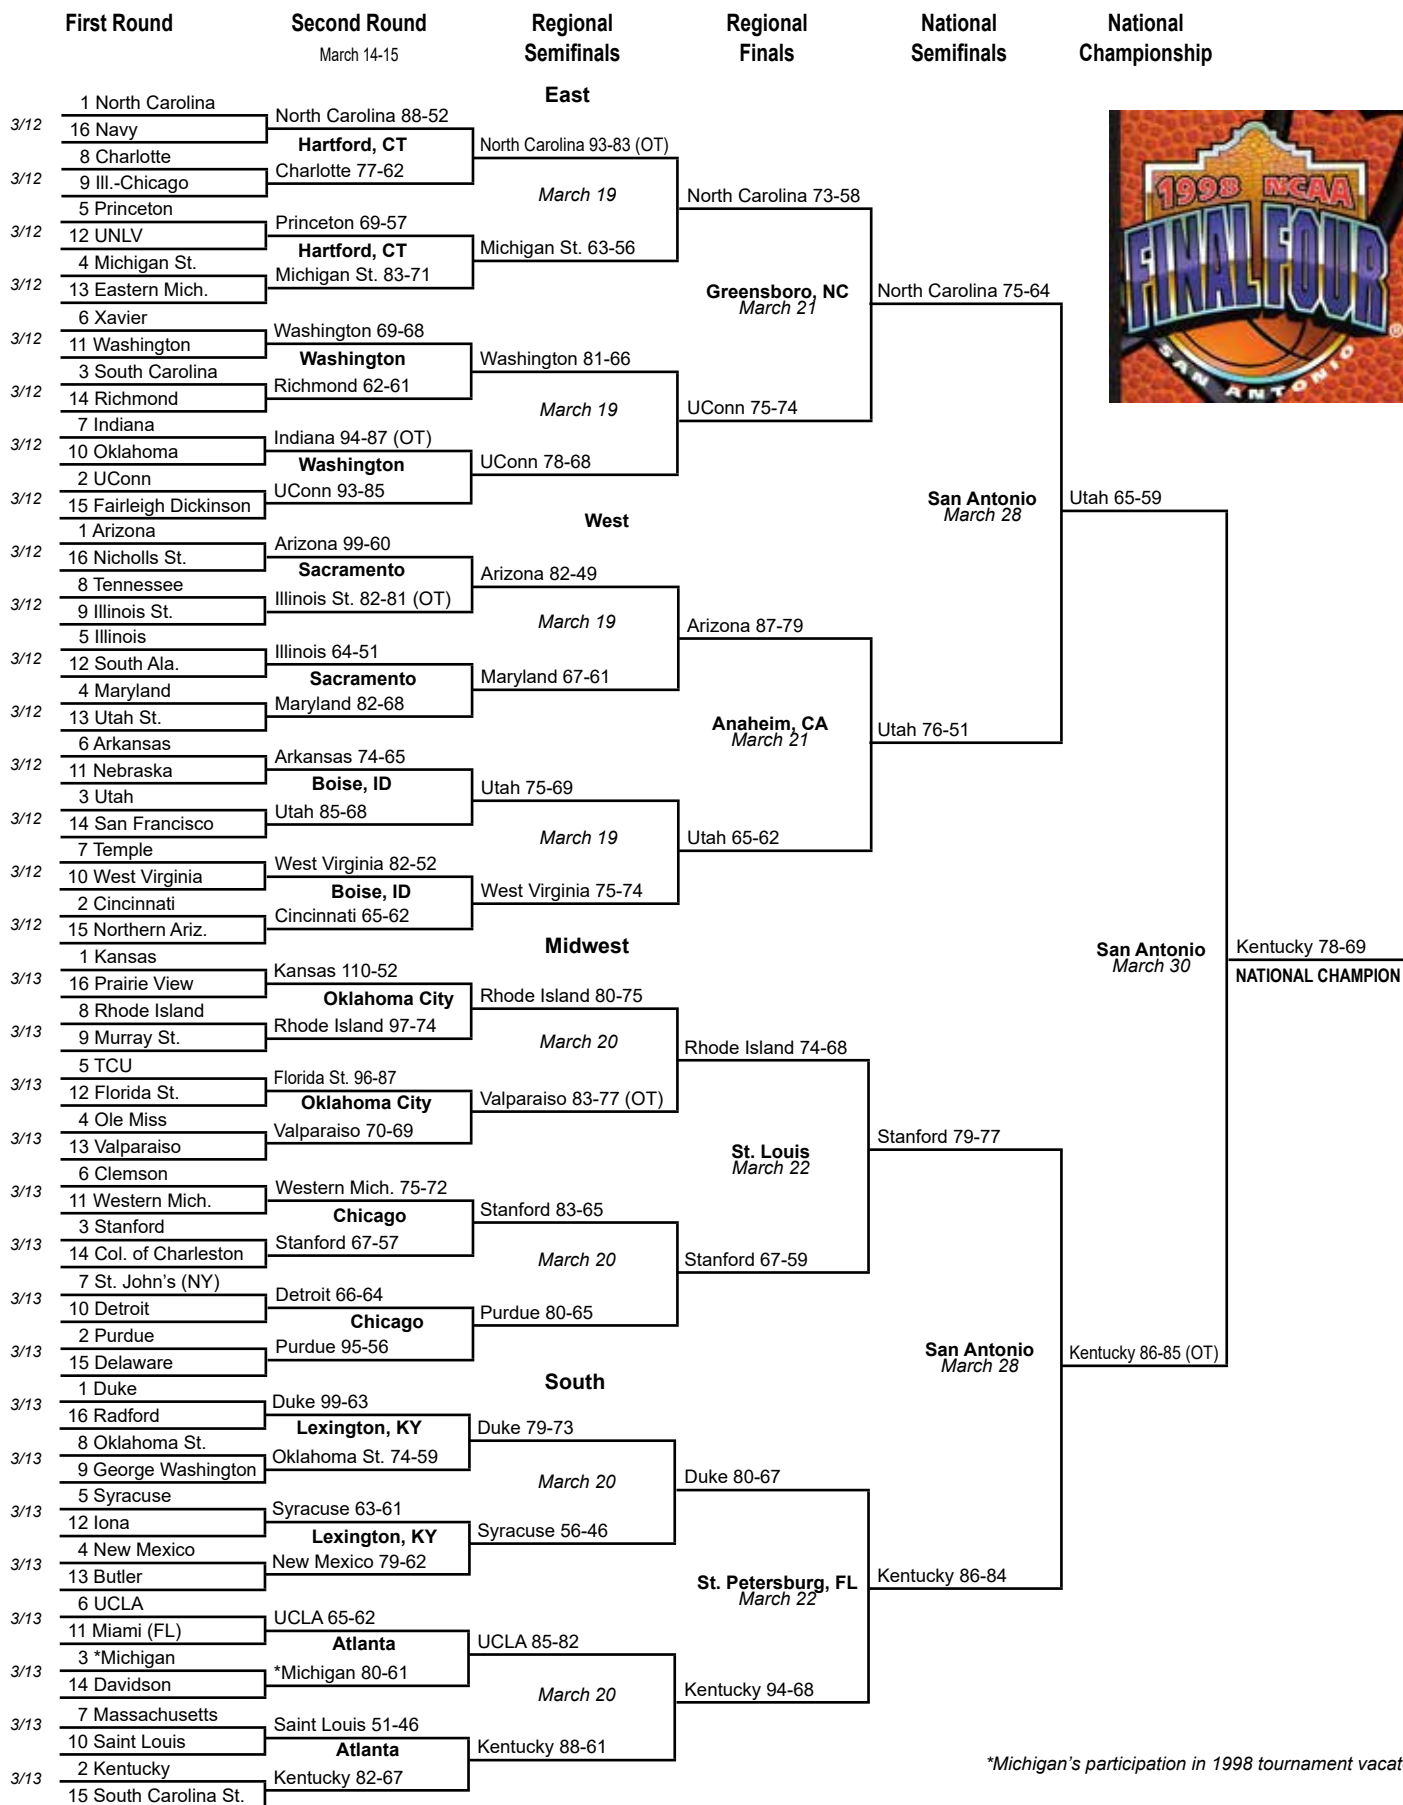 First Round
Second Round
March 14-15
Regional
Semifinals
Regional
Finals
National
Semifinals
National
Championship
1998 NCAA
FINAL FOUR
®
SAN ANTONIO
East
3/12
1 North Carolina
16 Navy
3/12
8 Charlotte
9 Ill.-Chicago
3/12
5 Princeton
12 UNLV
3/12
4 Michigan St.
13 Eastern Mich.
3/12
6 Xavier
11 Washington
3/12
3 South Carolina
14 Richmond
3/12
7 Indiana
10 Oklahoma
3/12
2 UConn
15 Fairleigh Dickinson
North Carolina 88-52
Hartford, CT
Charlotte 77-62
Princeton 69-57
Hartford, CT
Michigan St. 83-71
Washington 69-68
Washington
Richmond 62-61
Indiana 94-87 (OT)
Washington
UConn 93-85
North Carolina 93-83 (OT)
March 19
Michigan St. 63-56
Washington 81-66
March 19
UConn 78-68
North Carolina 73-58
Greensboro, NC
March 21
UConn 75-74
North Carolina 75-64
West
3/12
1 Arizona
16 Nicholls St.
3/12
8 Tennessee
9 Illinois St.
3/12
5 Illinois
12 South Ala.
3/12
4 Maryland
13 Utah St.
3/12
6 Arkansas
11 Nebraska
3/12
3 Utah
14 San Francisco
3/12
7 Temple
10 West Virginia
3/12
2 Cincinnati
15 Northern Ariz.
Arizona 99-60
Sacramento
Illinois St. 82-81 (OT)
Illinois 64-51
Sacramento
Maryland 82-68
Arkansas 74-65
Boise, ID
Utah 85-68
West Virginia 82-52
Boise, ID
Cincinnati 65-62
Arizona 82-49
March 19
Maryland 67-61
Utah 75-69
March 19
West Virginia 75-74
Arizona 87-79
Anaheim, CA
March 21
Utah 65-62
Utah 76-51
San Antonio
March 28
Utah 65-59
Midwest
3/13
1 Kansas
16 Prairie View
3/13
8 Rhode Island
9 Murray St.
3/13
5 TCU
12 Florida St.
3/13
4 Ole Miss
13 Valparaiso
3/13
6 Clemson
11 Western Mich.
3/13
3 Stanford
14 Col. of Charleston
3/13
7 St. John's (NY)
10 Detroit
3/13
2 Purdue
15 Delaware
Kansas 110-52
Oklahoma City
Rhode Island 97-74
Florida St. 96-87
Oklahoma City
Valparaiso 70-69
Western Mich. 75-72
Chicago
Stanford 67-57
Detroit 66-64
Chicago
Purdue 95-56
Rhode Island 80-75
March 20
Valparaiso 83-77 (OT)
Stanford 83-65
March 20
Purdue 80-65
Rhode Island 74-68
St. Louis
March 22
Stanford 67-59
Stanford 79-77
South
3/13
1 Duke
16 Radford
3/13
8 Oklahoma St.
9 George Washington
3/13
5 Syracuse
12 Iona
3/13
4 New Mexico
13 Butler
3/13
6 UCLA
11 Miami (FL)
3/13
3 *Michigan
14 Davidson
3/13
7 Massachusetts
10 Saint Louis
3/13
2 Kentucky
15 South Carolina St.
Duke 99-63
Lexington, KY
Oklahoma St. 74-59
Syracuse 63-61
Lexington, KY
New Mexico 79-62
UCLA 65-62
Atlanta
*Michigan 80-61
Saint Louis 51-46
Atlanta
Kentucky 82-67
Duke 79-73
March 20
Syracuse 56-46
UCLA 85-82
March 20
Kentucky 88-61
Duke 80-67
St. Petersburg, FL
March 22
Kentucky 94-68
Kentucky 86-84
San Antonio
March 28
Kentucky 86-85 (OT)
San Antonio
March 30
Kentucky 78-69
NATIONAL CHAMPION
*Michigan's participation in 1998 tournament